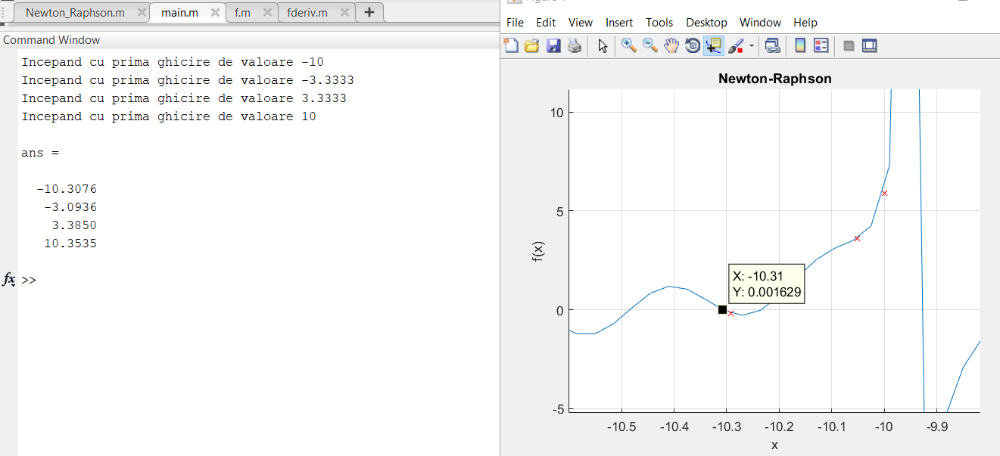 Newton_Raphson.m × main.m × f.m × fderiv.m × +
Command Window
Incepand cu prima ghicire de valoare -10
Incepand cu prima ghicire de valoare -3.3333
Incepand cu prima ghicire de valoare 3.3333
Incepand cu prima ghicire de valoare 10
ans =
-10.3076
-3.0936
3.3850
10.3535
fx >>
File Edit View Insert Tools Desktop Window Help
Newton-Raphson
10
5
0
-5
f(x)
X: -10.31
Y: 0.001629
-10.5 -10.4 -10.3 -10.2 -10.1 -10 -9.9
x